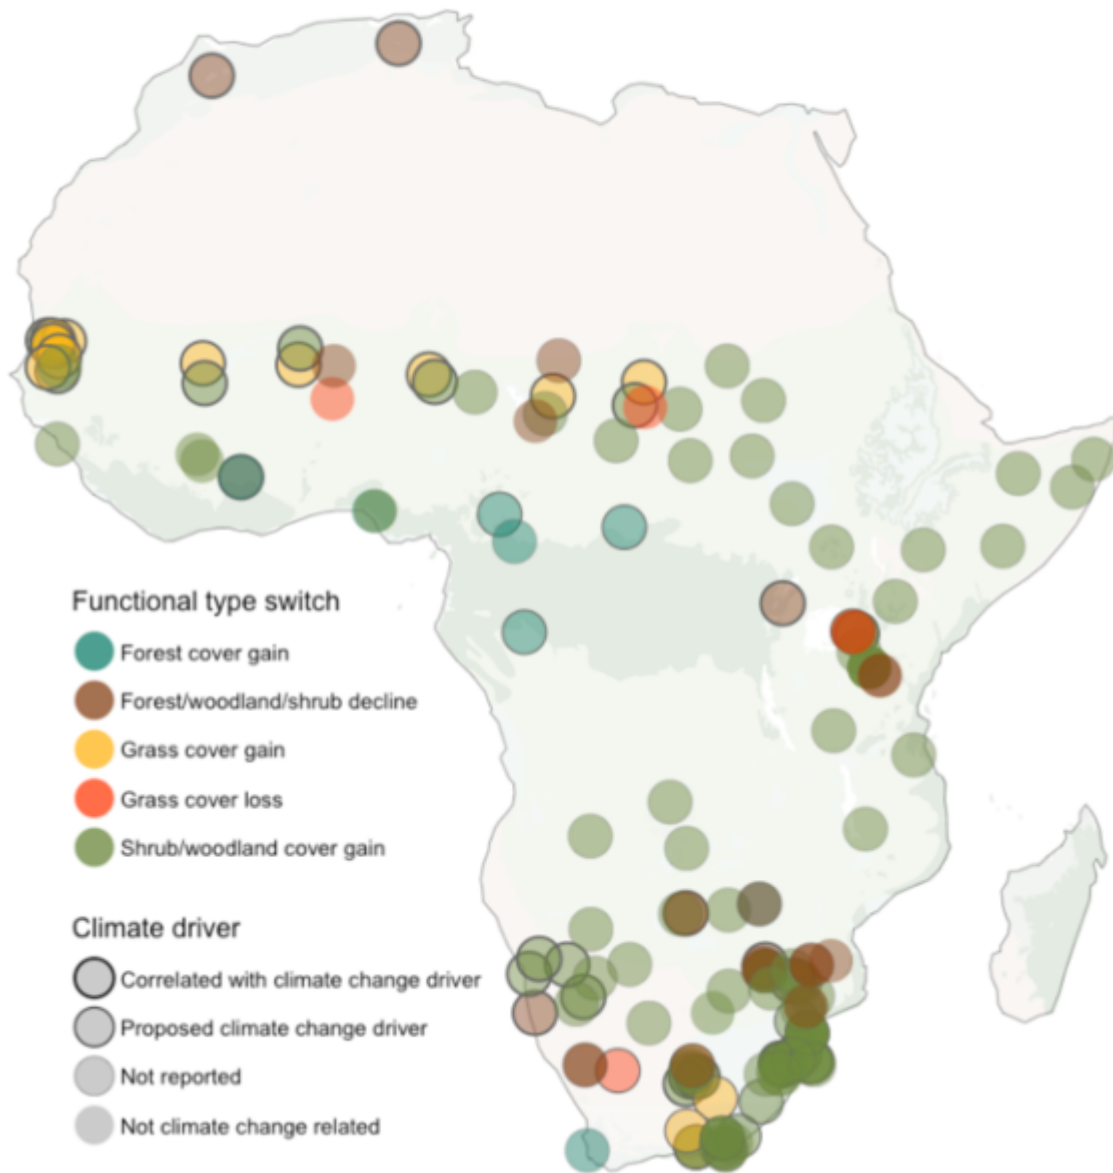 Functional type switch
Forest cover gain
Forest/woodland/shrub decline
Grass cover gain
Grass cover loss
Shrub/woodland cover gain
Climate driver
Correlated with climate change driver
Proposed climate change driver
Not reported
Not climate change related